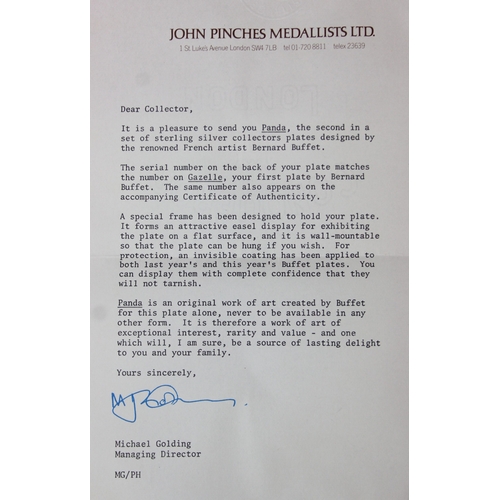 JOHN PINCHES MEDALLISTS LTD.
1 St Luke's Avenue London SW4 7LB tel 01-720 8811 telex 23639
Dear Collector,
It is a pleasure to send you Panda, the second in a
set of sterling silver collectors plates designed by
the renowned French artist Bernard Buffet.
The serial number on the back of your plate matches
the number on Gazelle, your first plate by Bernard
Buffet. The same number also appears on the
accompanying Certificate of Authenticity.
A special frame has been designed to hold your plate.
It forms an attractive easel display for exhibiting
the plate on a flat surface, and it is wall-mountable
so that the plate can be hung if you wish. For
protection, an invisible coating has been applied to
both last year's and this year's Buffet plates. You
can display them with complete confidence that they
will not tarnish.
Panda is an original work of art created by Buffet
for this plate alone, never to be available in any
other form. It is therefore a work of art of
exceptional interest, rarity and value - and one
which will, I am sure, be a source of lasting delight
to you and your family.
Yours sincerely,
Michael Golding
Managing Director
MG/PH